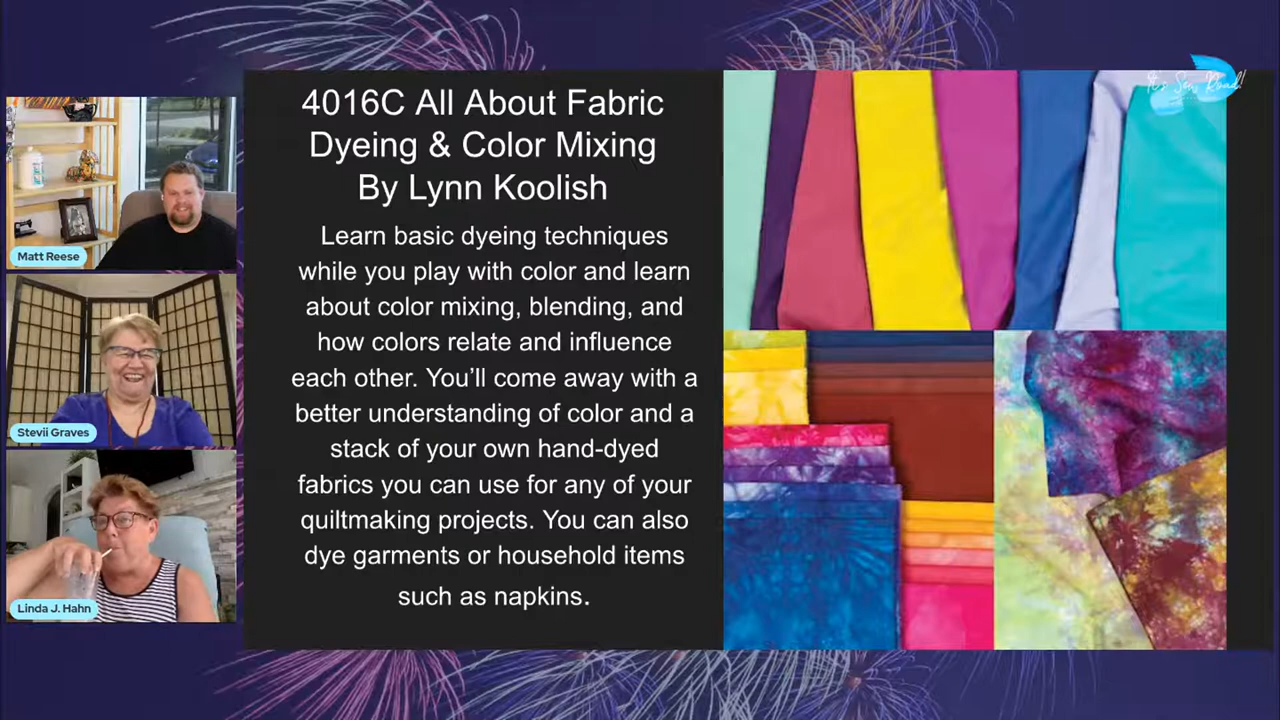 It's Sew Road!
4016C All About Fabric
Dyeing & Color Mixing
By Lynn Koolish
Learn basic dyeing techniques
while you play with color and learn
about color mixing, blending, and
how colors relate and influence
each other. You’ll come away with a
better understanding of color and a
stack of your own hand-dyed
fabrics you can use for any of your
quiltmaking projects. You can also
dye garments or household items
such as napkins.
Matt Reese
Stevii Graves
Linda J. Hahn